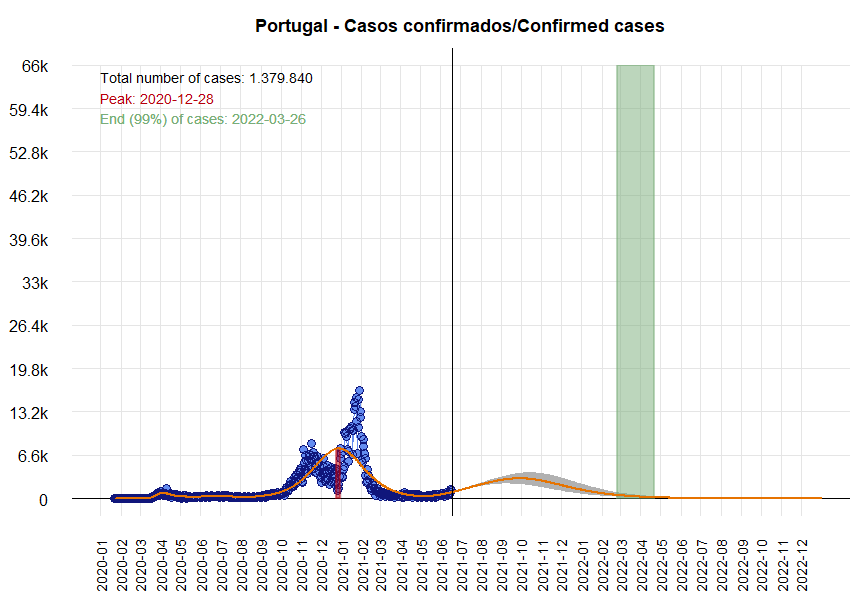 Portugal - Casos confirmados/Confirmed cases
66k
Total number of cases: 1.379.840
Peak: 2020-12-28
59.4k
End (99%) of cases: 2022-03-26
52.8k
46.2k
39.6k
33k
26.4k
19.8k
13.2k
6.6k
0
2020-01
2020-02
2020-03
2020-04
2020-05
2020-06
2020-07
2020-08
2020-09
2020-10
2020-11
2020-12
2021-01
2021-02
2021-03
2021-04
2021-05
2021-06
2021-07
2021-08
2021-09
2021-10
2021-11
2021-12
2022-01
2022-02
2022-03
2022-04
2022-05
2022-06
2022-07
2022-08
2022-09
2022-10
2022-11
2022-12